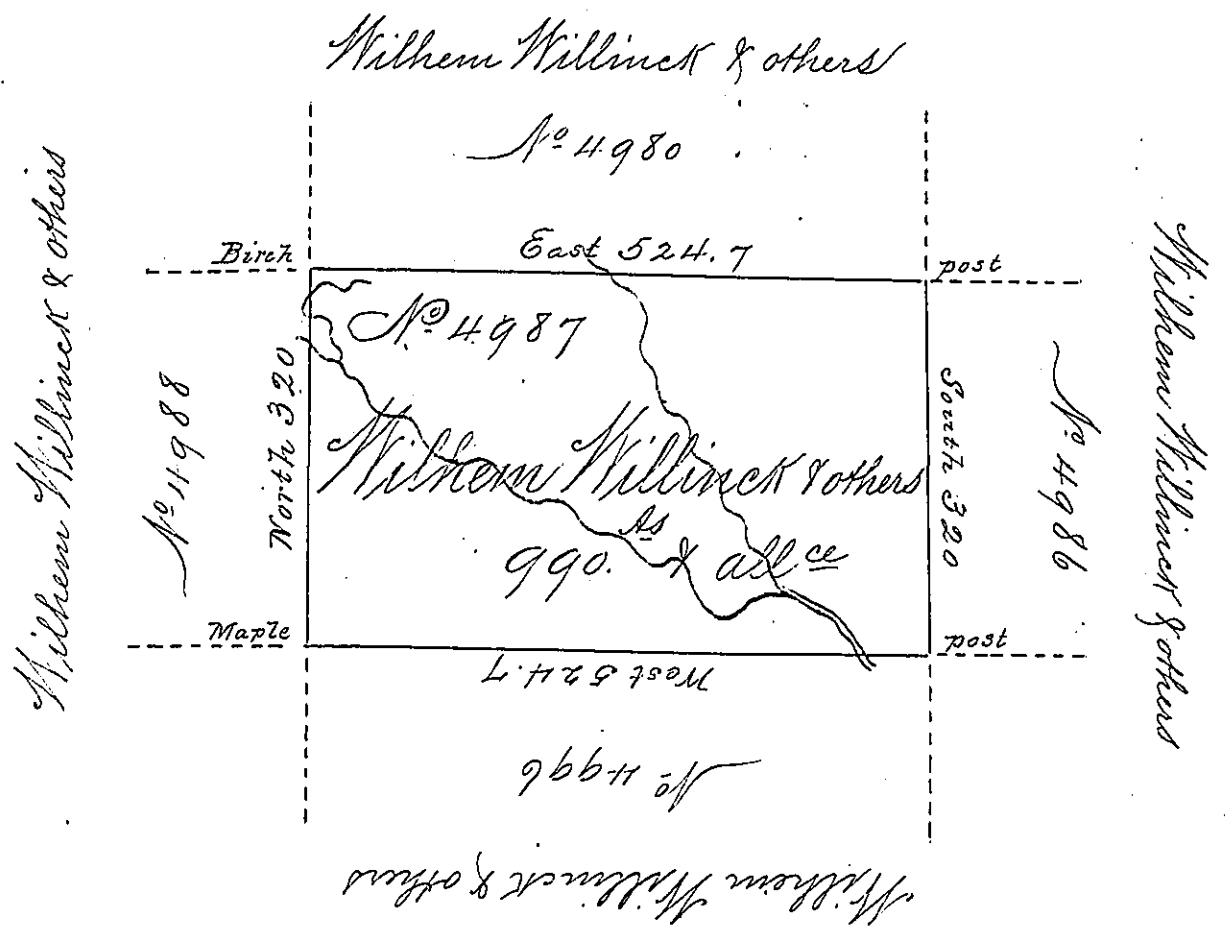 Wilhem Willinck & others
No 4980
Birch
East 524.7
post
No 4987
Wilhem Willinck & others
No 4988
North 320
South 320
No 4986
Wilhem Willinck & others
Wilhem Willinck & others
990. As & allce
Maple
post
West 524.7
No 4996
Wilhem Willinck & others